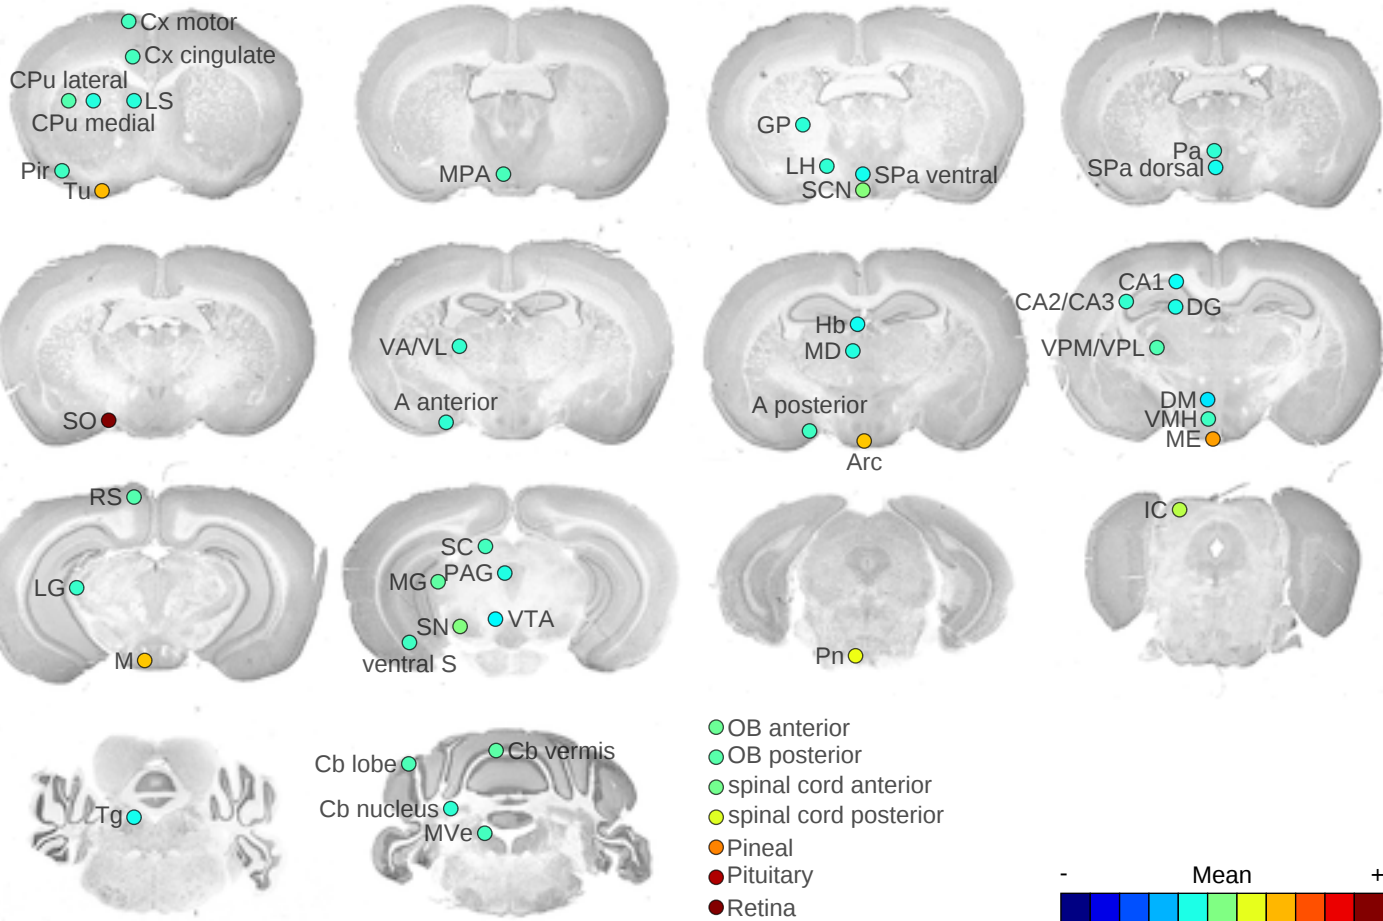 Cx motor
Cx cingulate
CPu lateral
LS
CPu medial
Pir
Tu
MPA
GP
LH
SPa ventral
SCN
Pa
SPa dorsal
SO
VA/VL
A anterior
Hb
MD
A posterior
Arc
CA1
CA2/CA3
DG
VPM/VPL
DM
VMH
ME
RS
LG
M
SC
MG
PAG
SN
VTA
ventral S
Pn
IC
Tg
Cb lobe
Cb vermis
Cb nucleus
MVe
OB anterior
OB posterior
spinal cord anterior
spinal cord posterior
Pineal
Pituitary
Retina
- Mean +